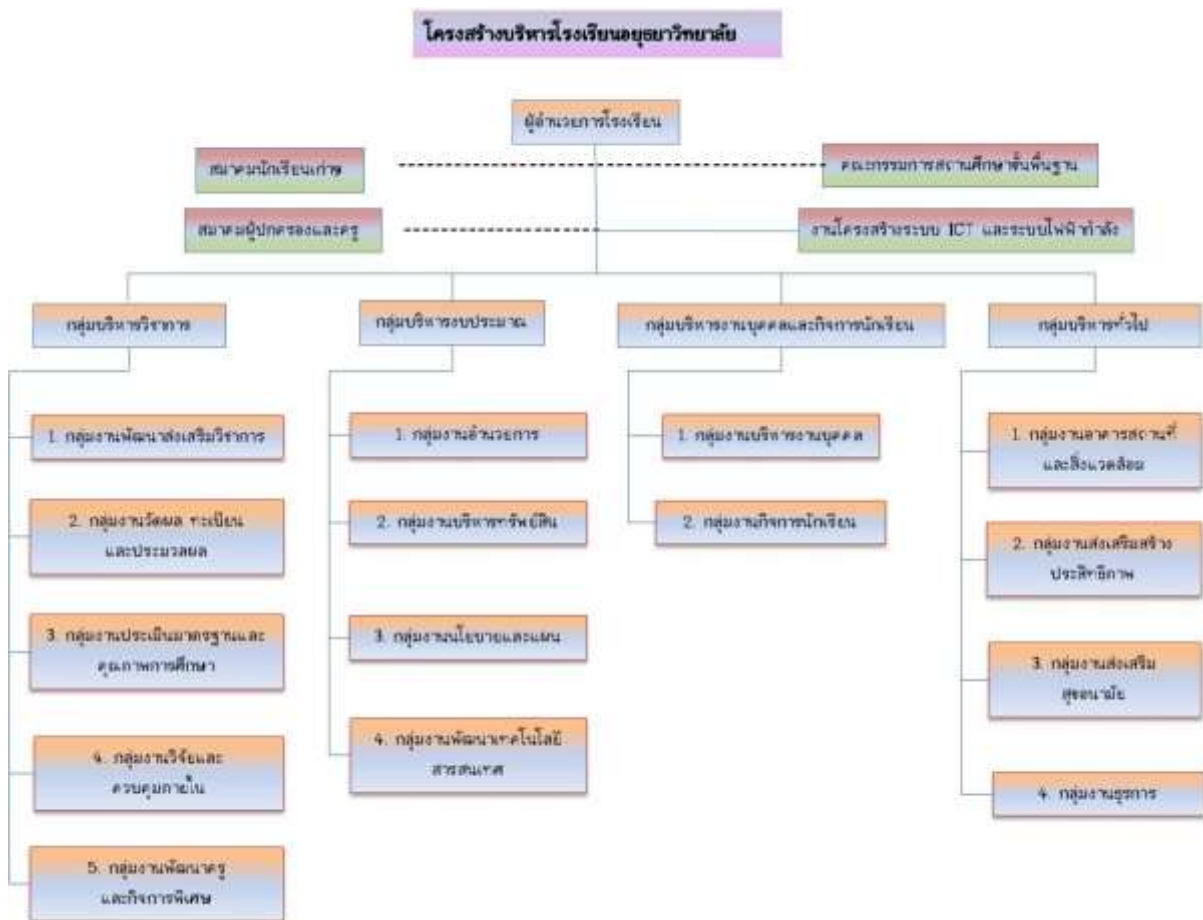 โครงสร้างบริหารโรงเรียนอยุธยาวิทยาลัย
ผู้อำนวยการโรงเรียน
สมาคมนักเรียนเก่าฯ
คณะกรรมการสถานศึกษาขั้นพื้นฐาน
สมาคมผู้ปกครองและครู
งานโครงสร้างระบบ ICT และระบบไฟฟ้ากำลัง
กลุ่มบริหารวิชาการ
กลุ่มบริหารงบประมาณ
กลุ่มบริหารงานบุคคลและกิจการนักเรียน
กลุ่มบริหารทั่วไป
1. กลุ่มงานพัฒนาส่งเสริมวิชาการ
2. กลุ่มงานวัดผล ทะเบียน
และประมวลผล
3. กลุ่มงานประเมินมาตรฐานและ
คุณภาพการศึกษา
4. กลุ่มงานวิจัยและ
ควบคุมภายใน
5. กลุ่มงานพัฒนาครู
และกิจการพิเศษ
1. กลุ่มงานอำนวยการ
2. กลุ่มงานบริหารทรัพย์สิน
3. กลุ่มงานนโยบายและแผน
4. กลุ่มงานพัฒนาเทคโนโลยี
สารสนเทศ
1. กลุ่มงานบริหารงานบุคคล
2. กลุ่มงานกิจการนักเรียน
1. กลุ่มงานอาคารสถานที่
และสิ่งแวดล้อม
2. กลุ่มงานส่งเสริมสร้าง
ประสิทธิภาพ
3. กลุ่มงานส่งเสริม
สุขอนามัย
4. กลุ่มงานธุรการ